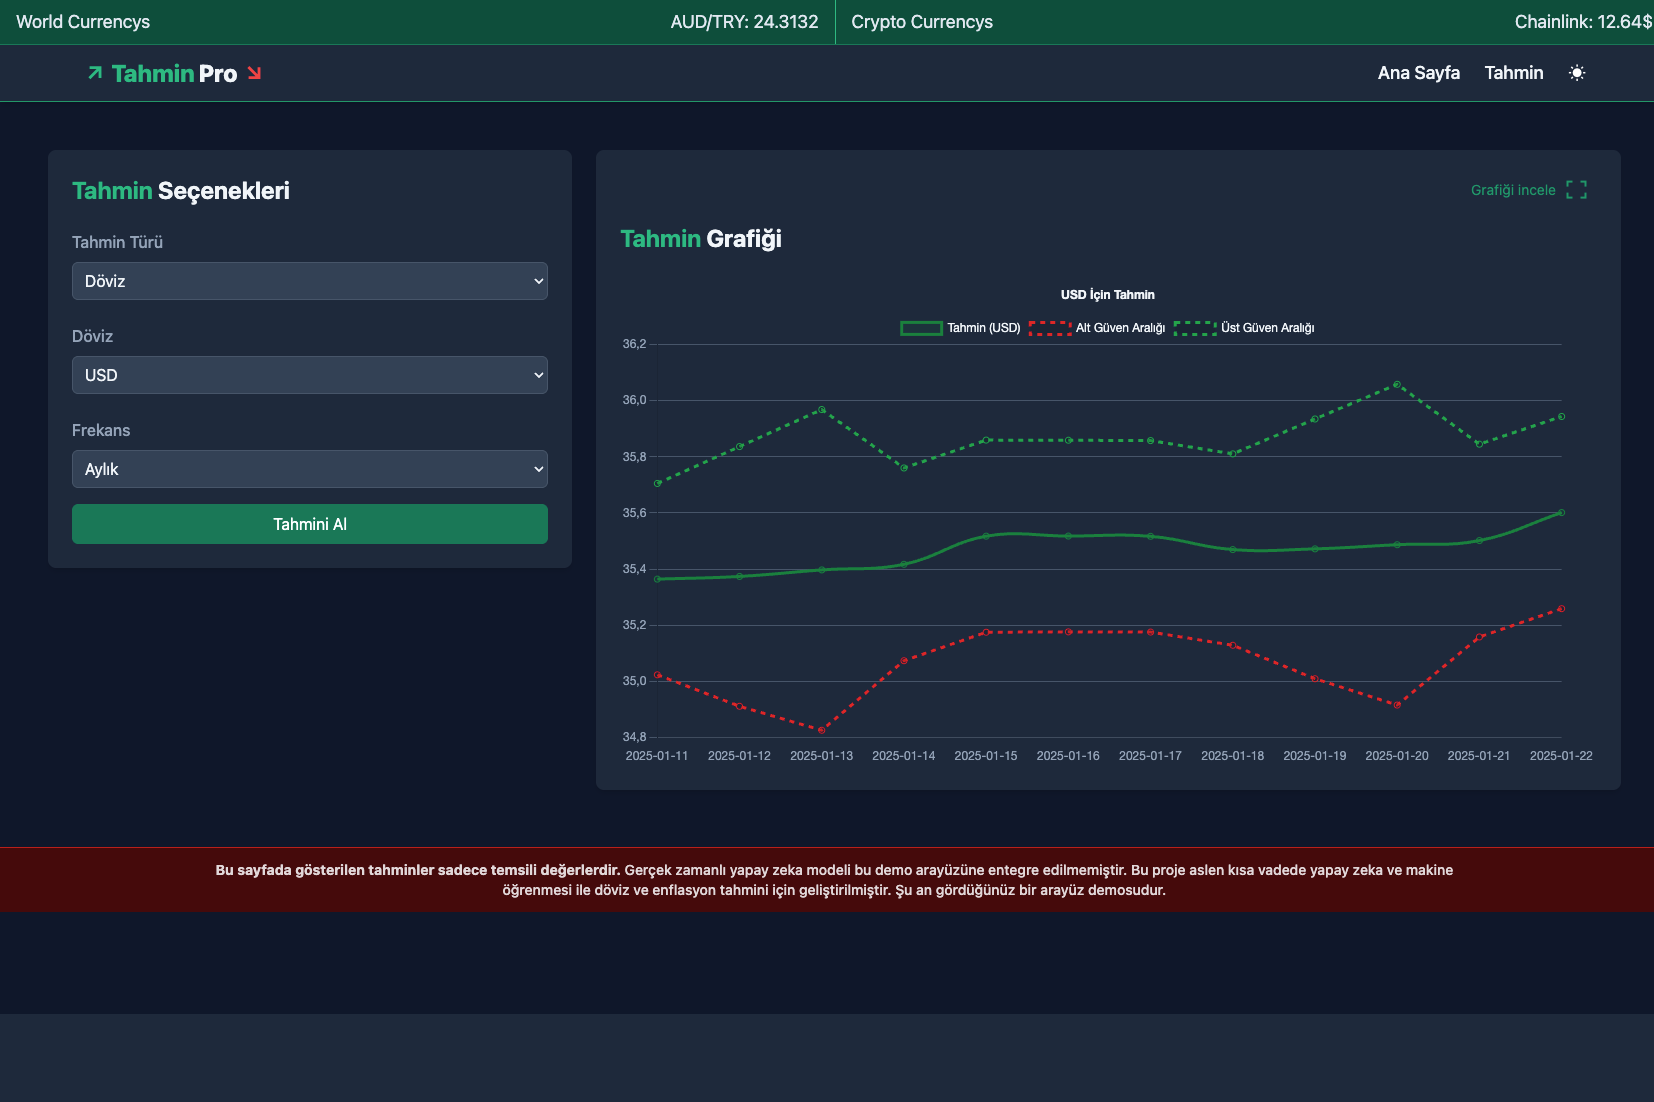 World Currencys
AUD/TRY: 24.3132
Crypto Currencys
Chainlink: 12.64$
Tahmin Pro
Ana Sayfa
Tahmin
Tahmin Seçenekleri
Tahmin Türü
Döviz
Döviz
USD
Frekans
Aylık
Tahmini Al
Grafiği incele
Tahmin Grafiği
USD İçin Tahmin
Tahmin (USD)
Alt Güven Aralığı
Üst Güven Aralığı
36,2
36,0
35,8
35,6
35,4
35,2
35,0
34,8
2025-01-11
2025-01-12
2025-01-13
2025-01-14
2025-01-15
2025-01-16
2025-01-17
2025-01-18
2025-01-19
2025-01-20
2025-01-21
2025-01-22
Bu sayfada gösterilen tahminler sadece temsili değerlerdir. Gerçek zamanlı yapay zeka modeli bu demo arayüzüne entegre edilmemiştir. Bu proje aslen kısa vadede yapay zeka ve makine
öğrenmesi ile döviz ve enflasyon tahmini için geliştirilmiştir. Şu an gördüğünüz bir arayüz demosudur.